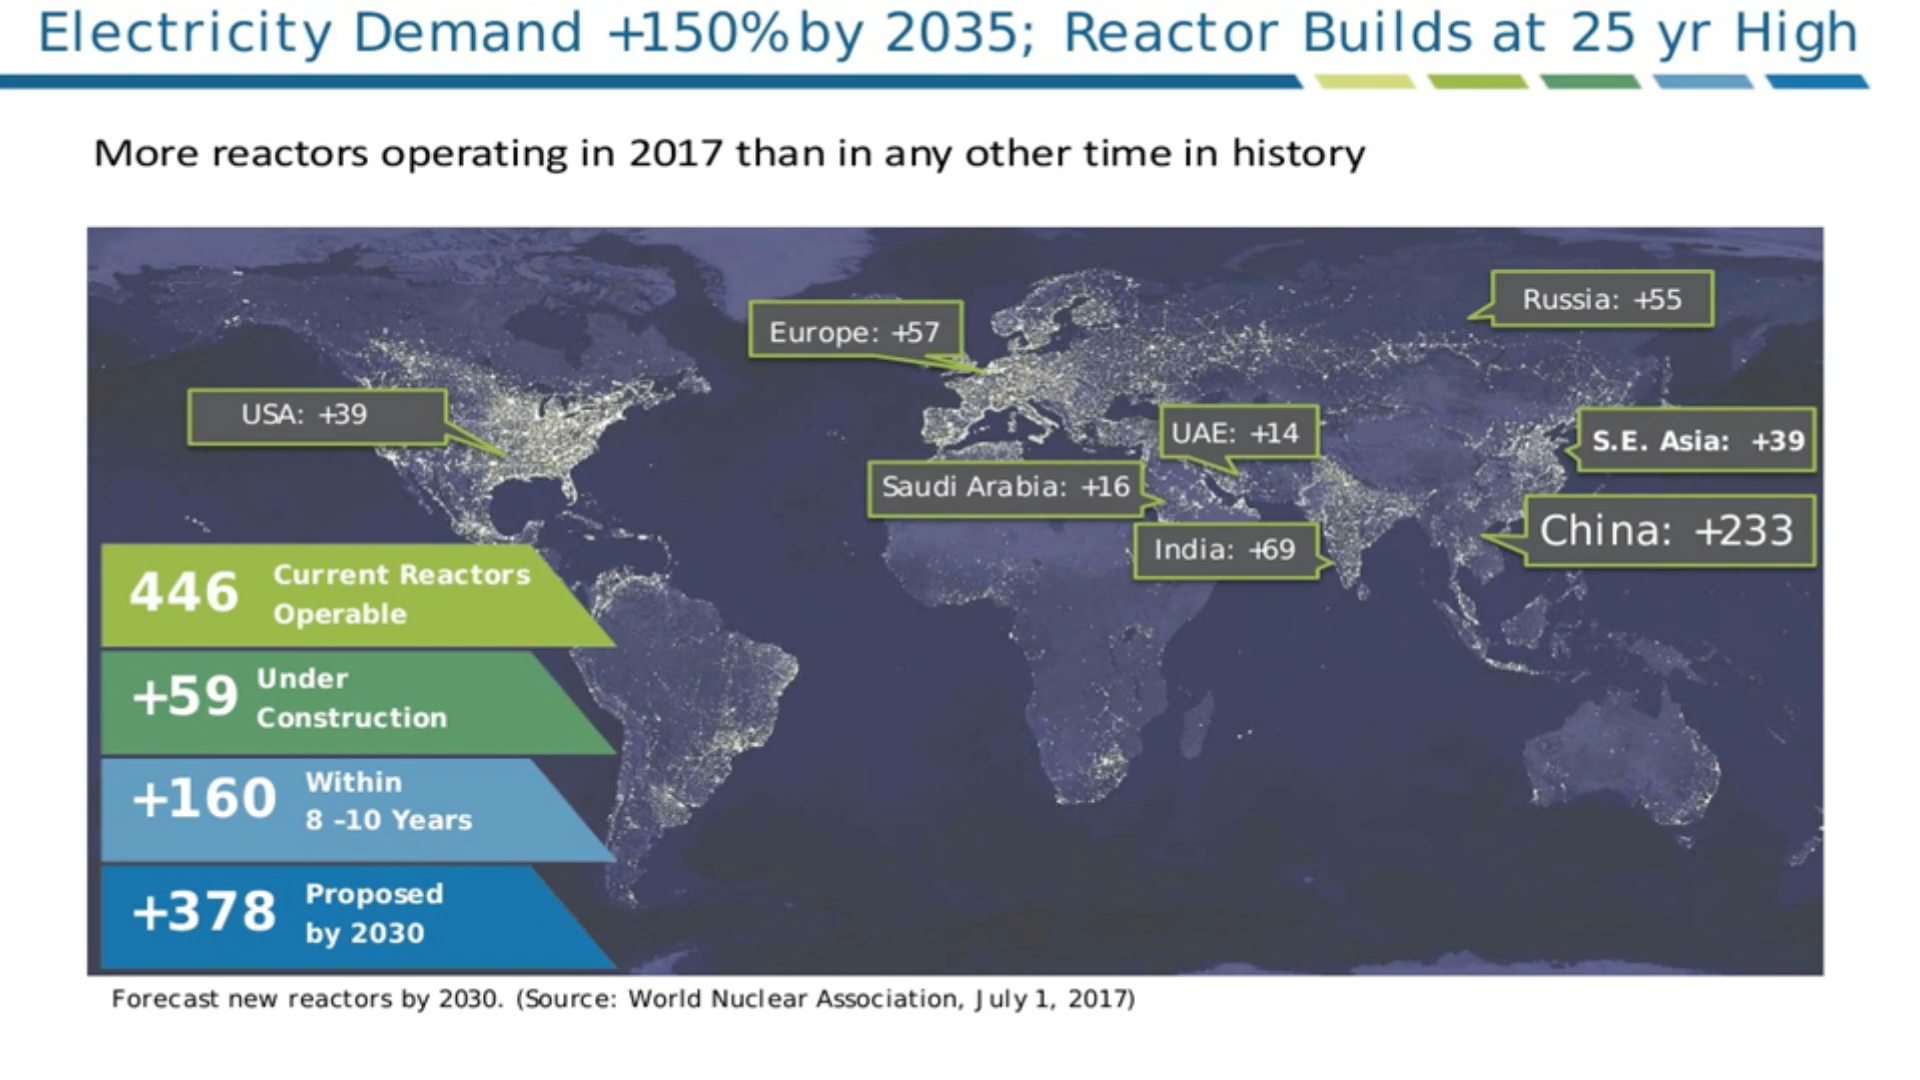 Electricity Demand +150% by 2035; Reactor Builds at 25 yr High
More reactors operating in 2017 than in any other time in history
Russia: +55
Europe: +57
USA: +39
UAE: +14
S.E. Asia: +39
Saudi Arabia: +16
China: +233
India: +69
446 Current Reactors
Operable
+59 Under
Construction
+160 Within
8 –10 Years
+378 Proposed
by 2030
Forecast new reactors by 2030. (Source: World Nuclear Association, July 1, 2017)